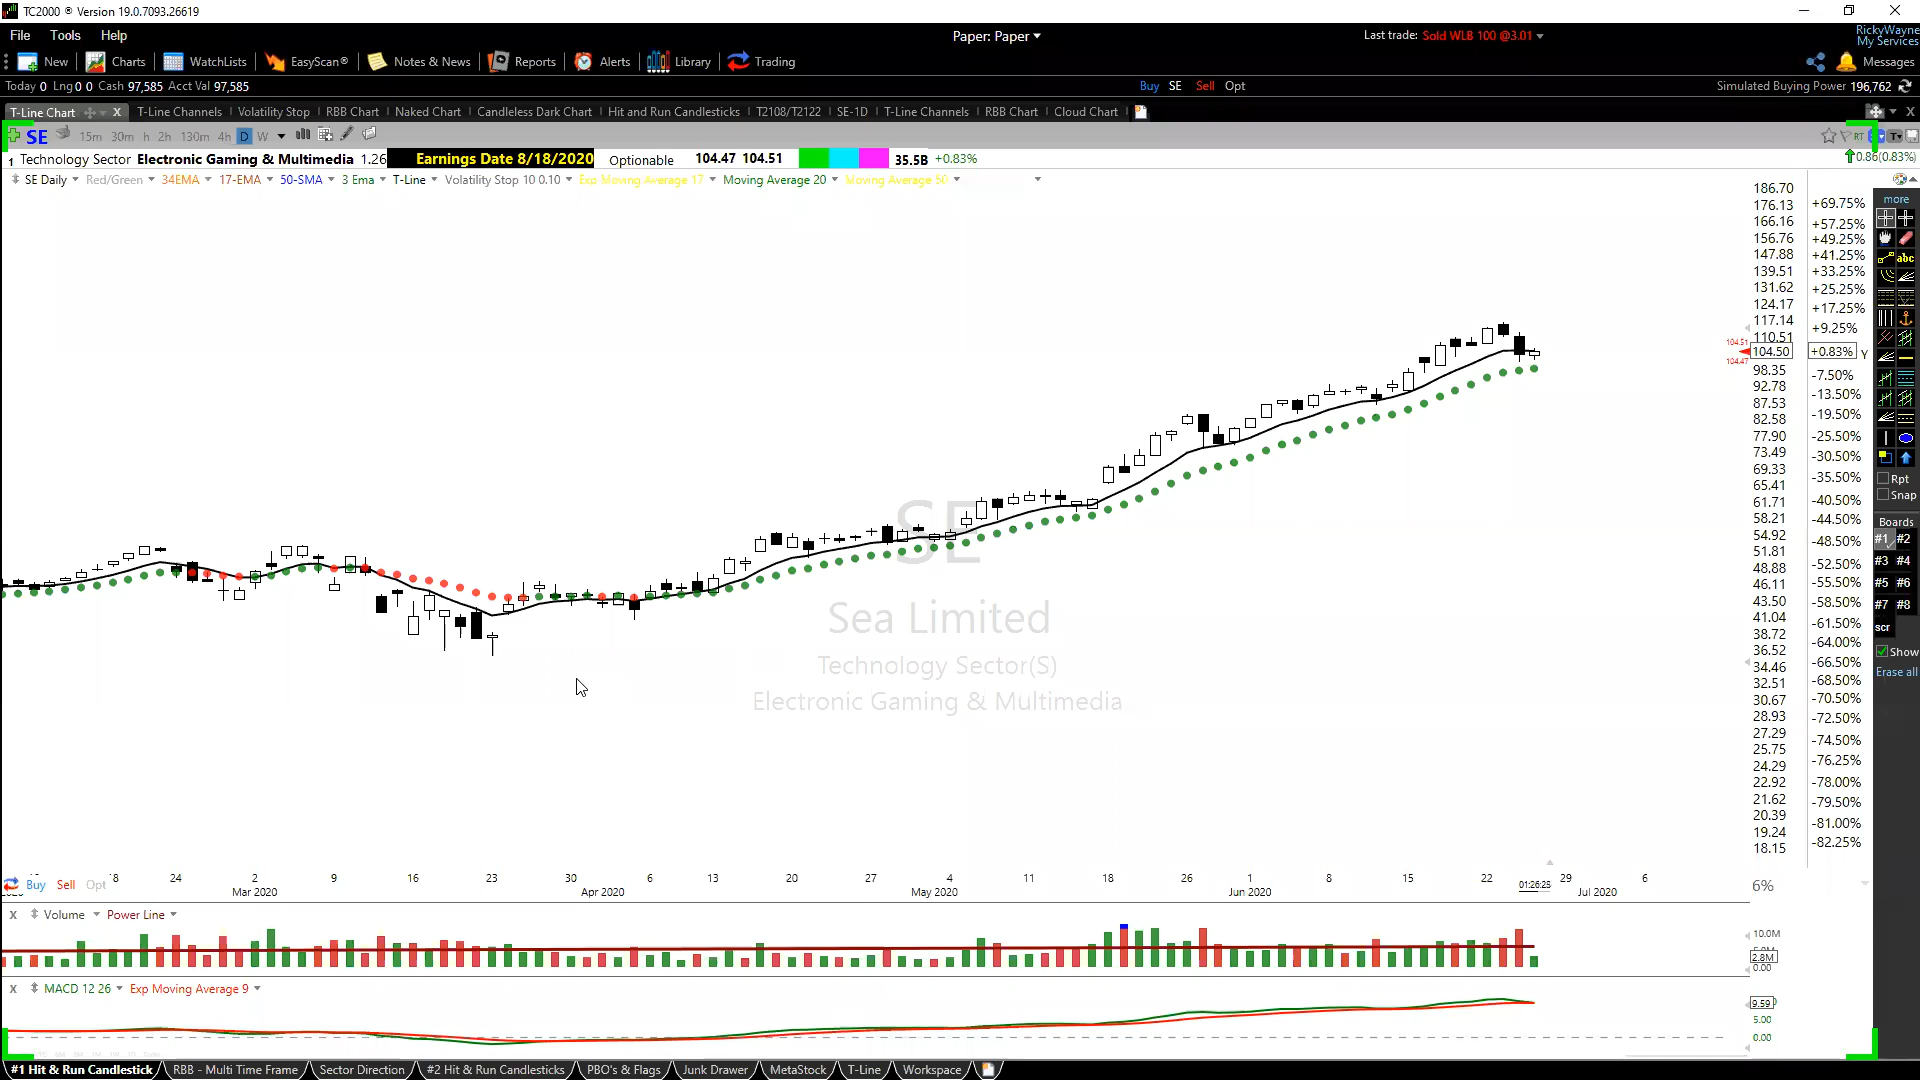 TC2000 ® Version 19.0.7093.26619
File Tools Help
Paper: Paper
Last trade: Sold WLB 100 @3.01
RickyWayne
My Services
New Charts WatchLists EasyScan® Notes & News Reports Alerts Library Trading
Messages
Today 0 Lng 0 0 Cash 97,585 Acct Val 97,585
Buy SE Sell Opt
Simulated Buying Power 196,762
T-Line Chart X T-Line Channels Volatility Stop RBB Chart Naked Chart Candleless Dark Chart Hit and Run Candlesticks T2108/T2122 SE-1D T-Line Channels RBB Chart Cloud Chart
SE 15m 30m h 2h 130m 4h D W
RT
1 Technology Sector Electronic Gaming & Multimedia 1.26 Earnings Date 8/18/2020 Optionable 104.47 104.51 35.5B +0.83%
0.86(0.83%)
SE Daily Red/Green 34EMA 17-EMA 50-SMA 3 Ema T-Line Volatility Stop 10 0.10 Exp Moving Average 17 Moving Average 20 Moving Average 50
more
186.70
176.13 +69.75%
166.16 +57.25%
156.76 +49.25%
147.88 +41.25%
139.51 +33.25%
131.62 +25.25%
124.17 +17.25%
117.14 +9.25%
110.51
104.51
104.50 +0.83% Y
104.47
98.35 -7.50%
92.78 -13.50%
87.53 -19.50%
82.58 -25.50%
77.90 -30.50%
73.49 -35.50%
69.33 -40.50%
65.41 -44.50%
61.71 -48.50%
58.21 -52.50%
54.92 -55.50%
51.81 -58.50%
48.88 -61.50%
46.11 -64.00%
43.50 -66.50%
41.04 -68.50%
38.72 -70.50%
36.52 -72.50%
34.46 -74.50%
32.51 -76.25%
30.67 -78.00%
28.93 -79.50%
27.29 -81.00%
25.75 -82.25%
24.29
22.92
21.62
20.39
19.24
18.15
abc
Rpt
Snap
Boards
#1 #2
#3 #4
#5 #6
#7 #8
scr
Show
Erase all
SE
Sea Limited
Technology Sector(S)
Electronic Gaming & Multimedia
24 2 9 16 23 30 6 13 20 27 4 11 18 26 1 8 15 22 01:26:25 29 6
Mar 2020 Apr 2020 May 2020 Jun 2020 Jul 2020
Buy Sell Opt
6%
X Volume Power Line
10.0M
2.8M
0.00
X MACD 12 26 Exp Moving Average 9
9.59
5.00
0.00
#1 Hit & Run Candlestick RBB - Multi Time Frame Sector Direction #2 Hit & Run Candlesticks PBO's & Flags Junk Drawer MetaStock T-Line Workspace